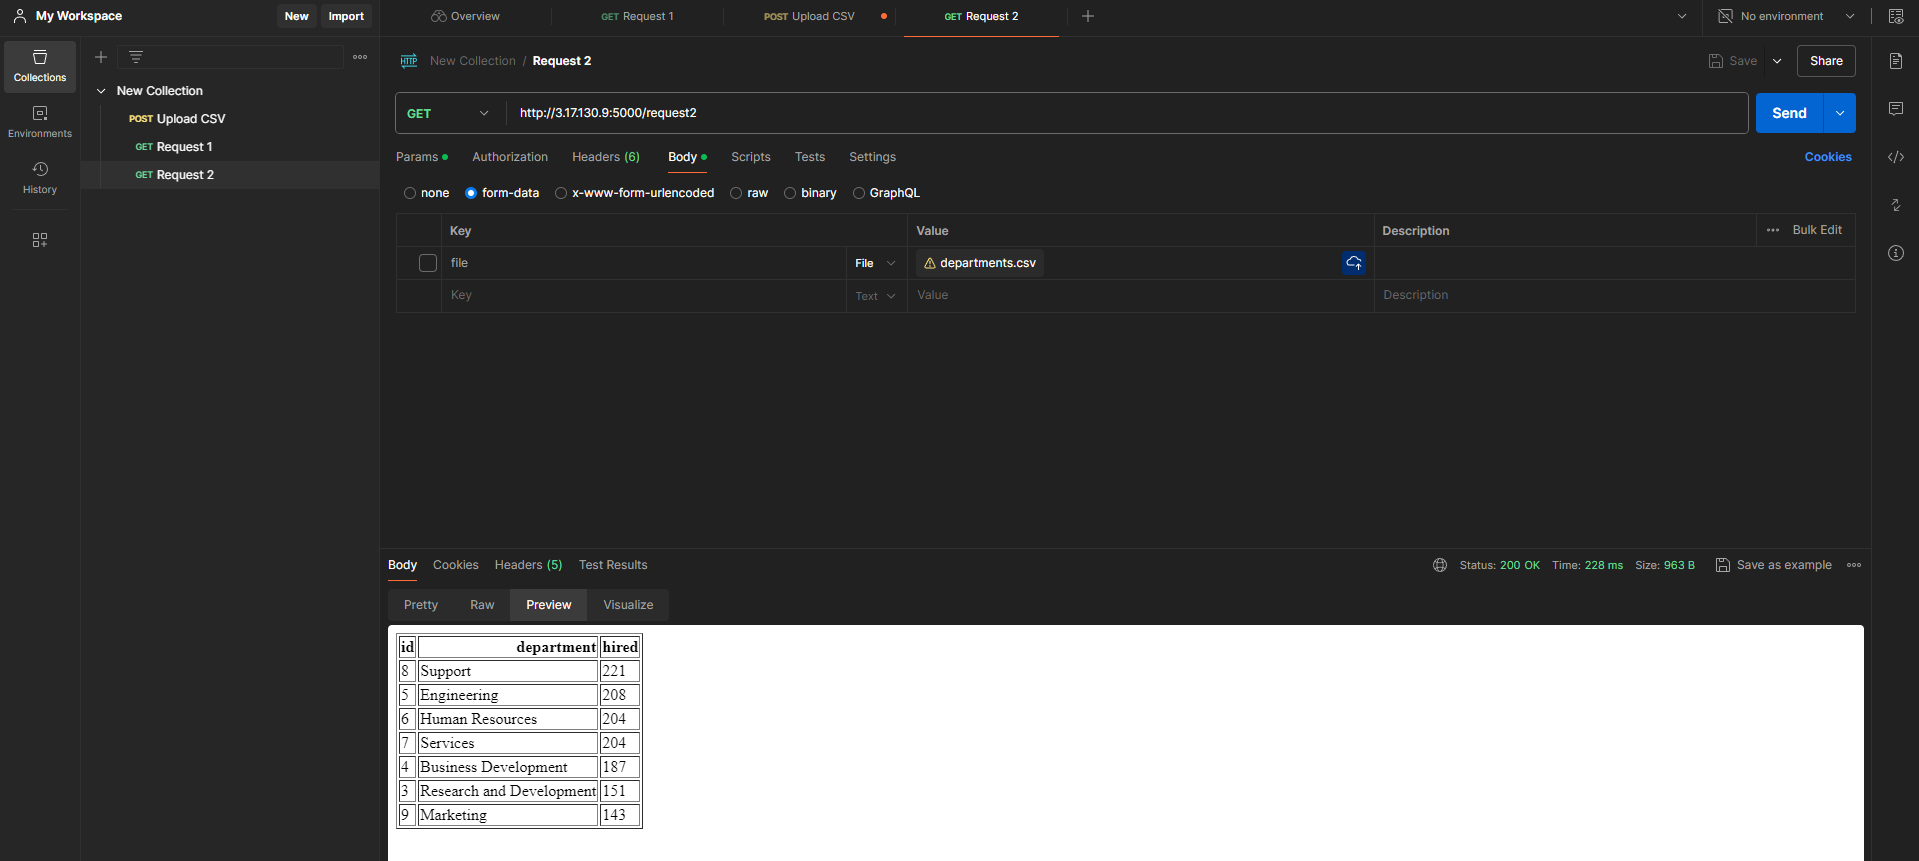 My Workspace
New
Import
Overview
GET Request 1
POST Upload CSV
GET Request 2
No environment
Collections
Environments
History
New Collection
POST Upload CSV
GET Request 1
GET Request 2
HTTP New Collection / Request 2
Save
Share
GET
http://3.17.130.9:5000/request2
Send
Params
Authorization
Headers (6)
Body
Scripts
Tests
Settings
Cookies
none
form-data
x-www-form-urlencoded
raw
binary
GraphQL
Key Value Description Bulk Edit
file File departments.csv
Key Text Value Description
Body Cookies Headers (5) Test Results
Status: 200 OK Time: 228 ms Size: 963 B Save as example
Pretty Raw Preview Visualize
id department hired
8 Support 221
5 Engineering 208
6 Human Resources 204
7 Services 204
4 Business Development 187
3 Research and Development 151
9 Marketing 143